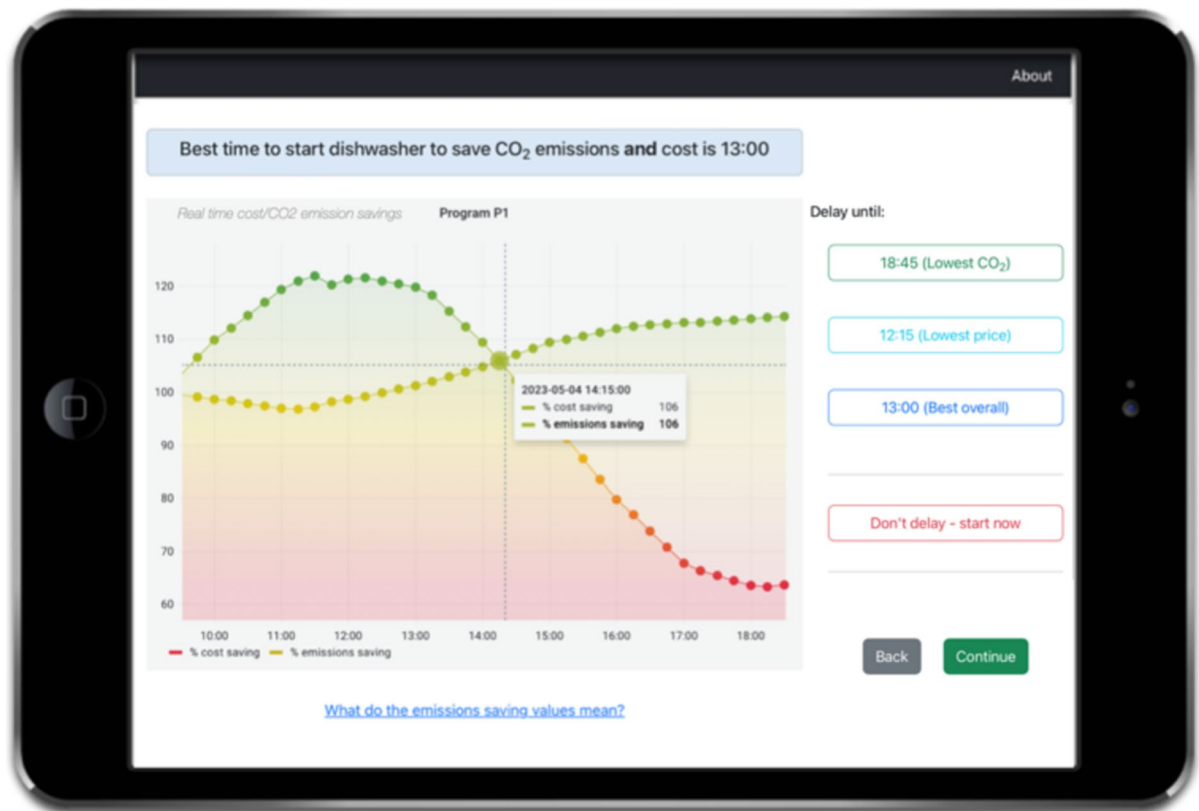 About
Best time to start dishwasher to save CO₂ emissions and cost is 13:00
Real time cost/CO2 emission savings
Program P1
120
110
100
90
80
70
60
2023-05-04 14:15:00
% cost saving 106
% emissions saving 106
10:00 11:00 12:00 13:00 14:00 15:00 16:00 17:00 18:00
% cost saving % emissions saving
What do the emissions saving values mean?
Delay until:
18:45 (Lowest CO₂)
12:15 (Lowest price)
13:00 (Best overall)
Don't delay - start now
Back Continue